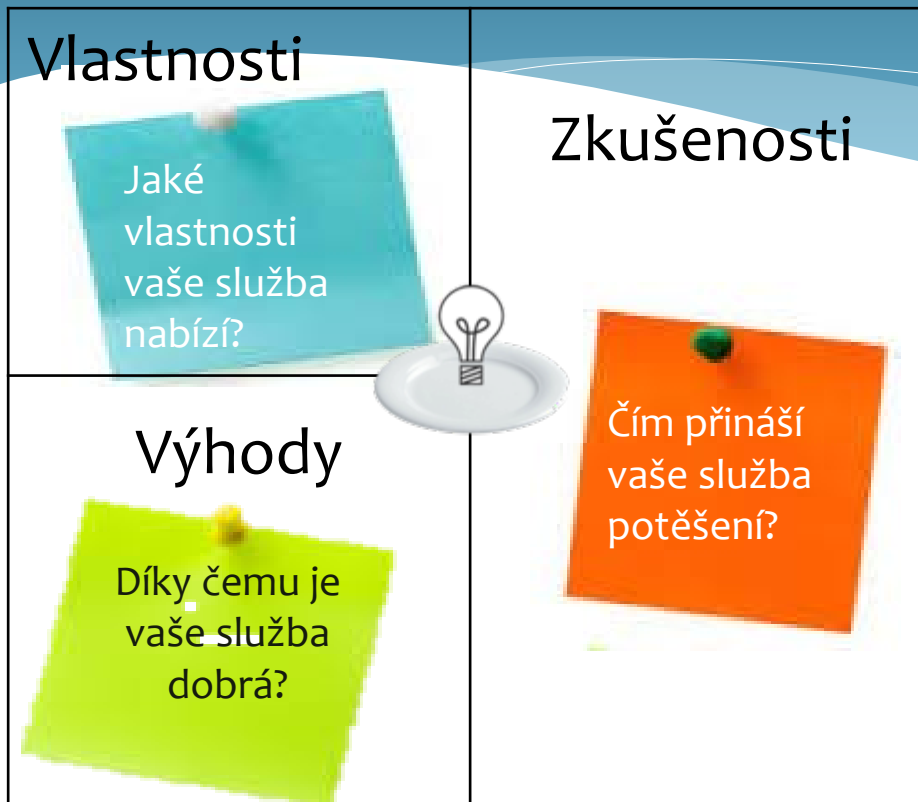 Vlastnosti
Jaké
vlastnosti
vaše služba
nabízí?
Výhody
Díky čemu je
vaše služba
dobrá?
Zkušenosti
Čím přináší
vaše služba
potěšení?